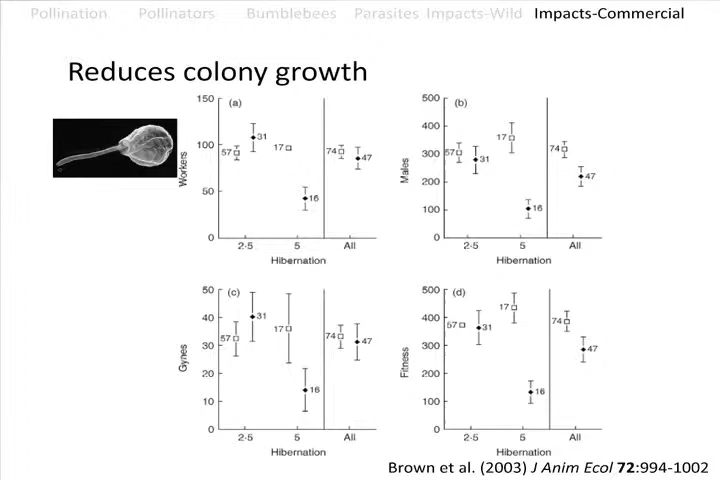 Pollination Pollinators Bumblebees Parasites Impacts-Wild Impacts-Commercial
Reduces colony growth
(a)
150
100
50
0
Workers
57
31
17
16
74
47
2·5 5 All
Hibernation
(b)
500
400
300
200
100
0
Males
57
31
17
16
74
47
2·5 5 All
Hibernation
(c)
50
40
30
20
10
0
Gynes
57
31
17
16
74
47
2·5 5 All
Hibernation
(d)
500
400
300
200
100
0
Fitness
57
31
17
16
74
47
2·5 5 All
Hibernation
Brown et al. (2003) J Anim Ecol 72:994-1002